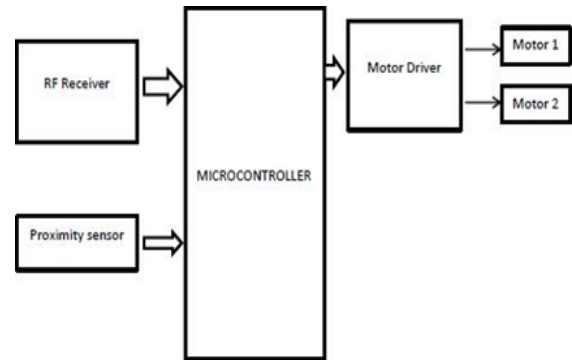 RF Receiver
Proximity sensor
MICROCONTROLLER
Motor Driver
Motor 1
Motor 2